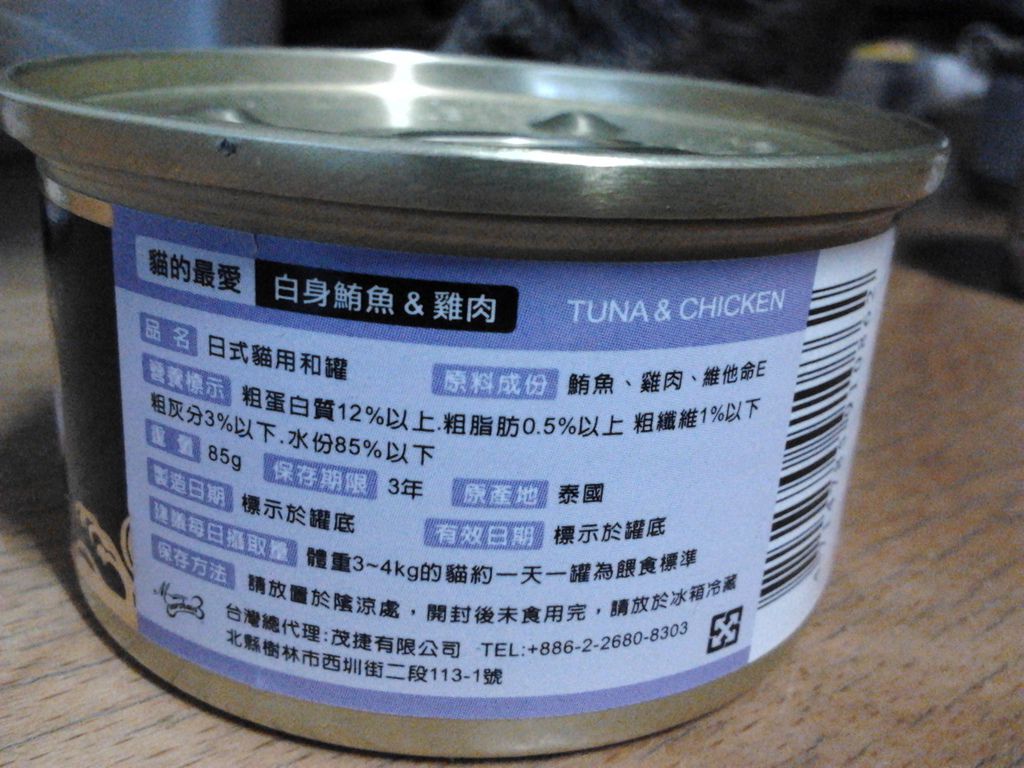 貓的最愛 白身鮪魚 & 雞肉 TUNA & CHICKEN
品名 日式貓用和罐 原料成份 鮪魚、雞肉、維他命E
營養標示 粗蛋白質12%以上.粗脂肪0.5%以上 粗纖維1%以下
粗灰分3%以下.水份85%以下
重量 85g 保存期限 3年 原產地 泰國
製造日期 標示於罐底 有效日期 標示於罐底
建議每日攝取量 體重3~4kg的貓約一天一罐為餵食標準
保存方法 請放置於陰涼處，開封後未食用完，請放於冰箱冷藏
台灣總代理:茂捷有限公司 TEL:+886-2-2680-8303
北縣樹林市西圳街二段113-1號